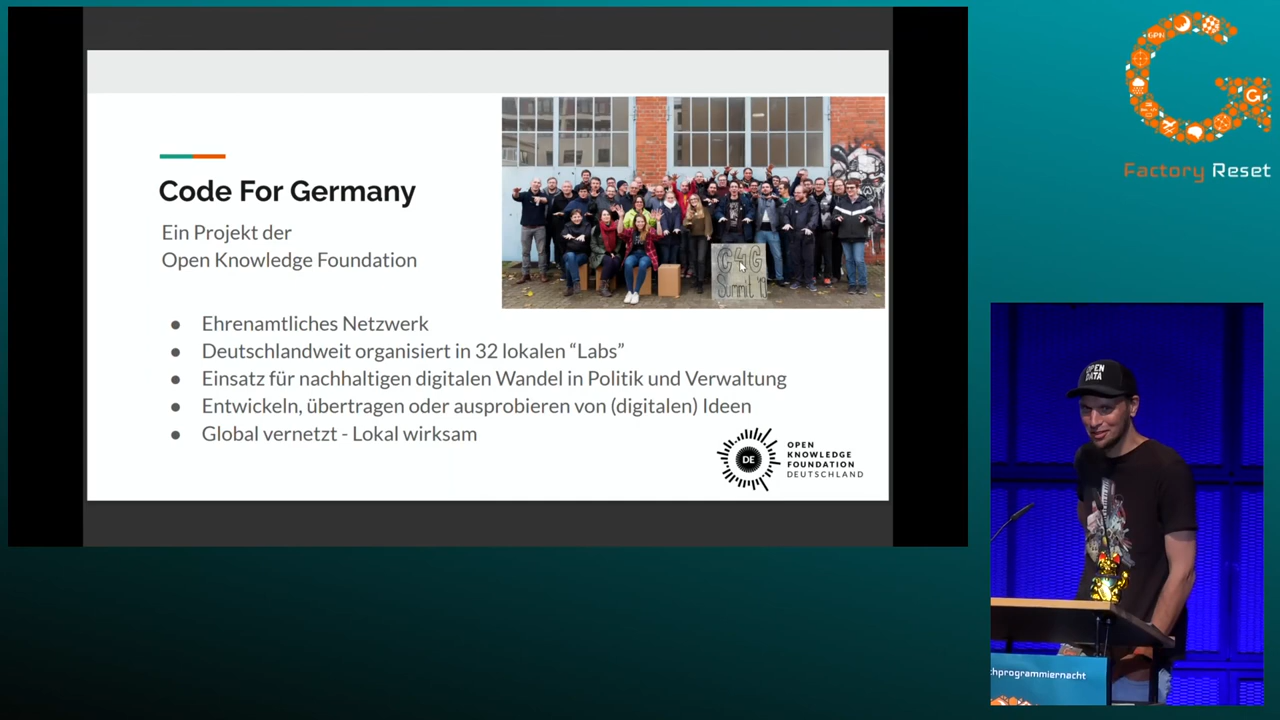 Code For Germany
Ein Projekt der
Open Knowledge Foundation
● Ehrenamtliches Netzwerk
● Deutschlandweit organisiert in 32 lokalen “Labs”
● Einsatz für nachhaltigen digitalen Wandel in Politik und Verwaltung
● Entwickeln, übertragen oder ausprobieren von (digitalen) Ideen
● Global vernetzt - Lokal wirksam
C4G
Summit
DE
OPEN
KNOWLEDGE
FOUNDATION
DEUTSCHLAND
GPN
G
Factory Reset
OPEN
DATA
chprogrammiernacht